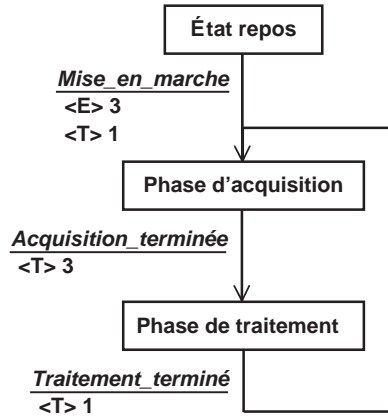 État repos
Mise_en_marche
<E> 3
<T> 1
Phase d'acquisition
Acquisition_terminée
<T> 3
Phase de traitement
Traitement_terminé
<T> 1